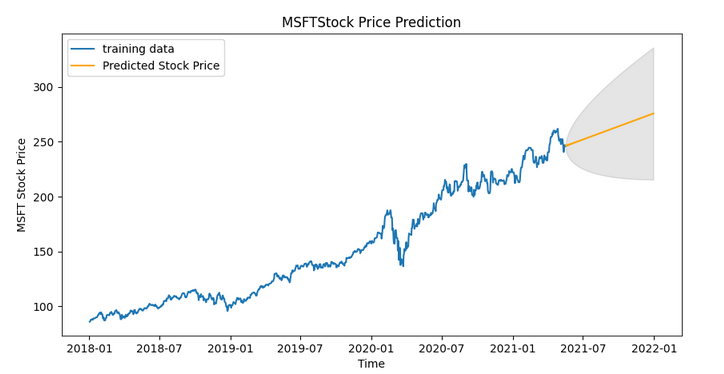 MSFTStock Price Prediction
training data
Predicted Stock Price
MSFT Stock Price
300
250
200
150
100
2018-01 2018-07 2019-01 2019-07 2020-01 2020-07 2021-01 2021-07 2022-01
Time